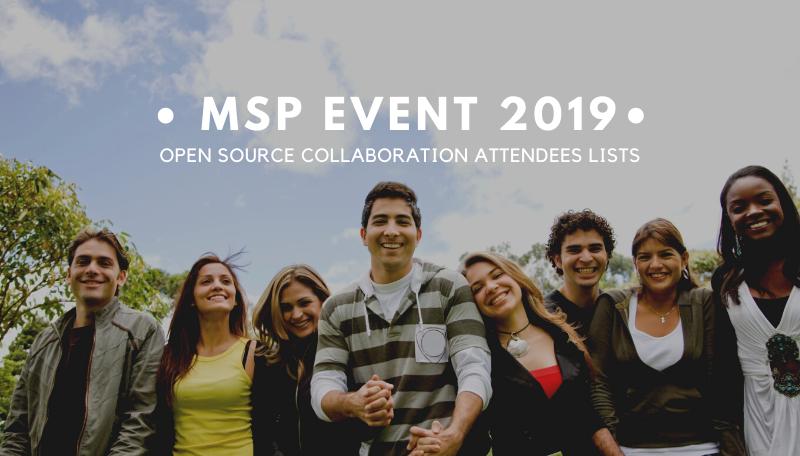 • MSP EVENT 2019 •
OPEN SOURCE COLLABORATION ATTENDEES LISTS